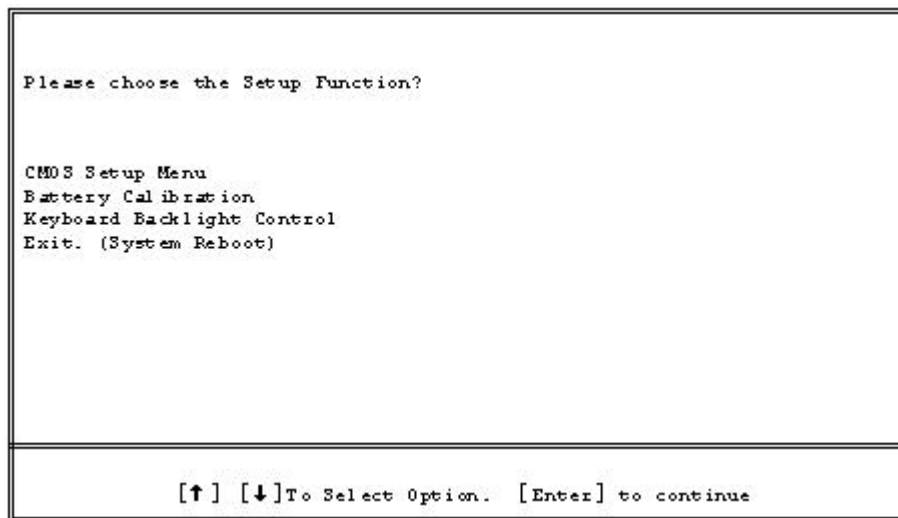 Please choose the Setup Function?
CMOS Setup Menu
Battery Calibration
Keyboard Backlight Control
Exit. (System Reboot)
[↑] [↓]To Select Option. [Enter] to continue